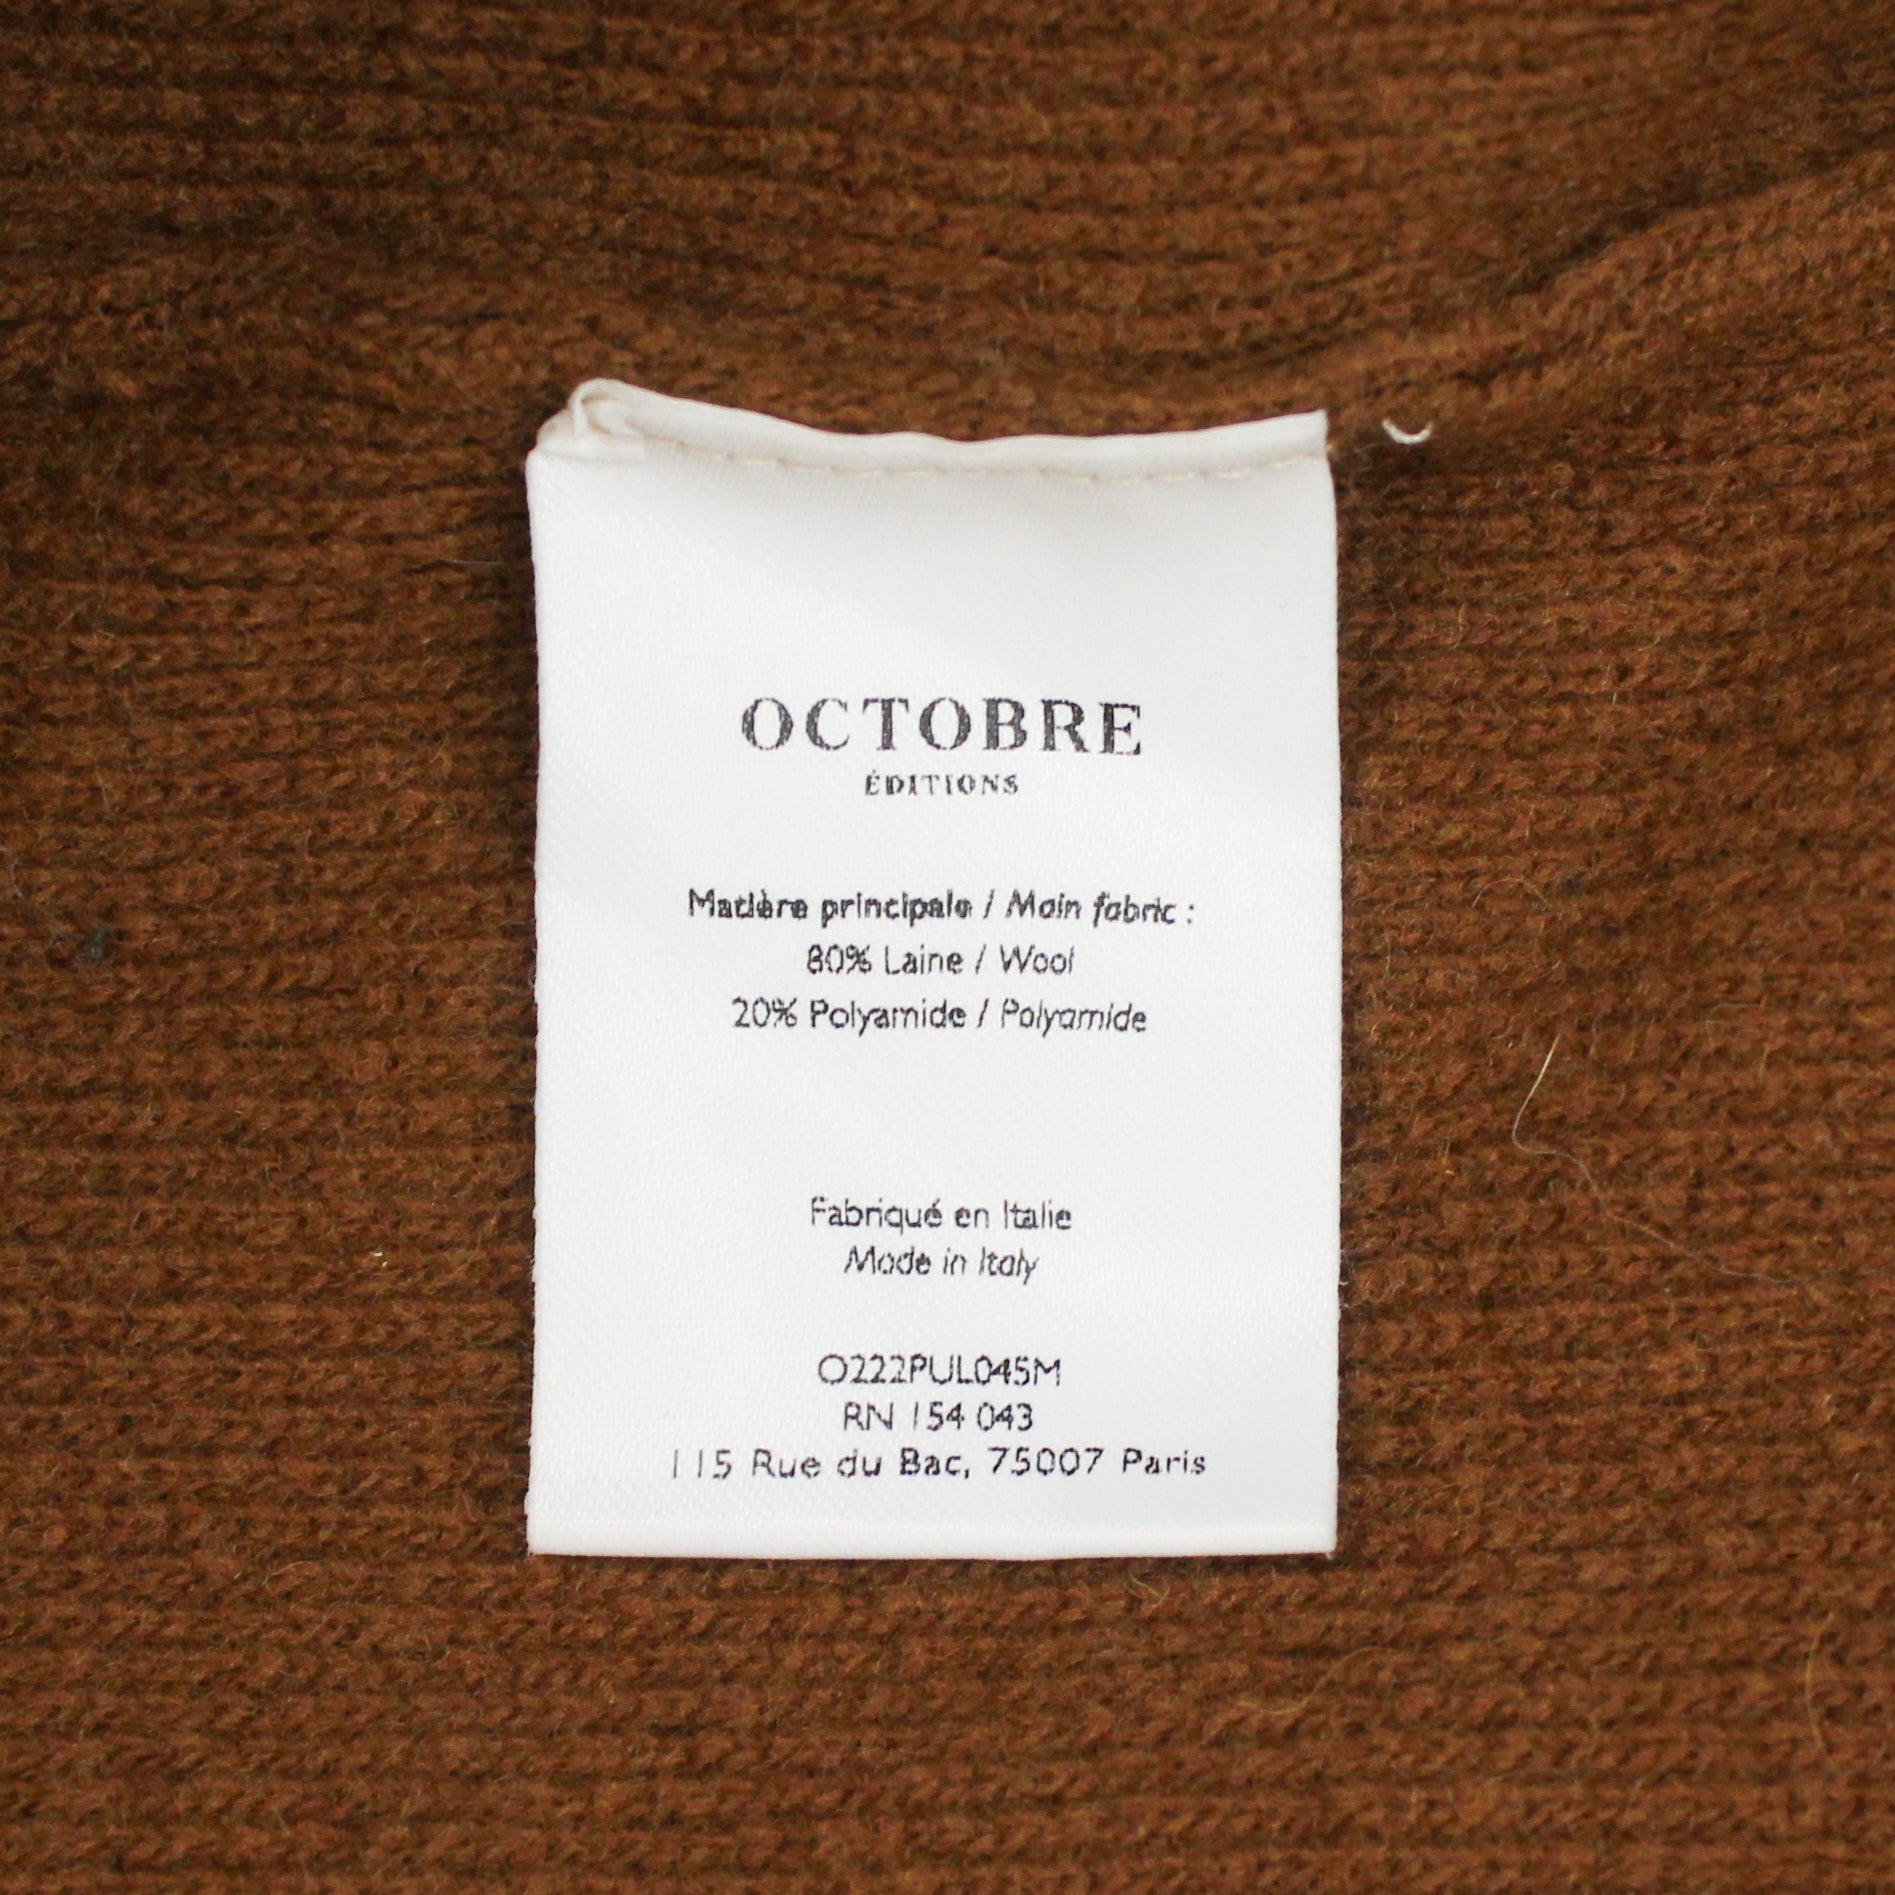 OCTOBRE
ÉDITIONS
Matière principale / Main fabric :
80% Laine / Wool
20% Polyamide / Polyamide
Fabriqué en Italie
Made in Italy
O222PUL045M
RN 154 043
115 Rue du Bac, 75007 Paris